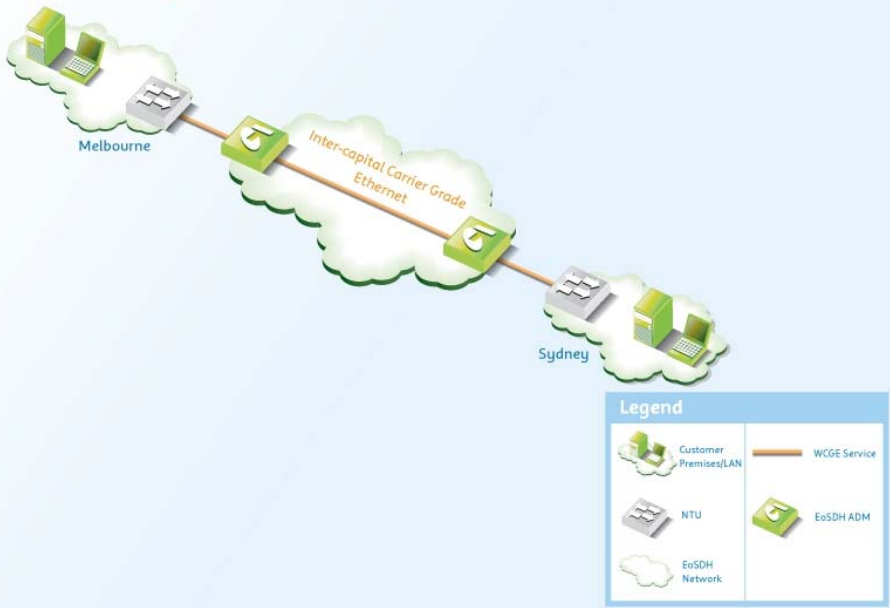 Melbourne
Inter-capital Carrier Grade
Ethernet
Sydney
Legend
Customer
Premises/LAN
WCGE Service
NTU
EoSDH ADM
EoSDH
Network